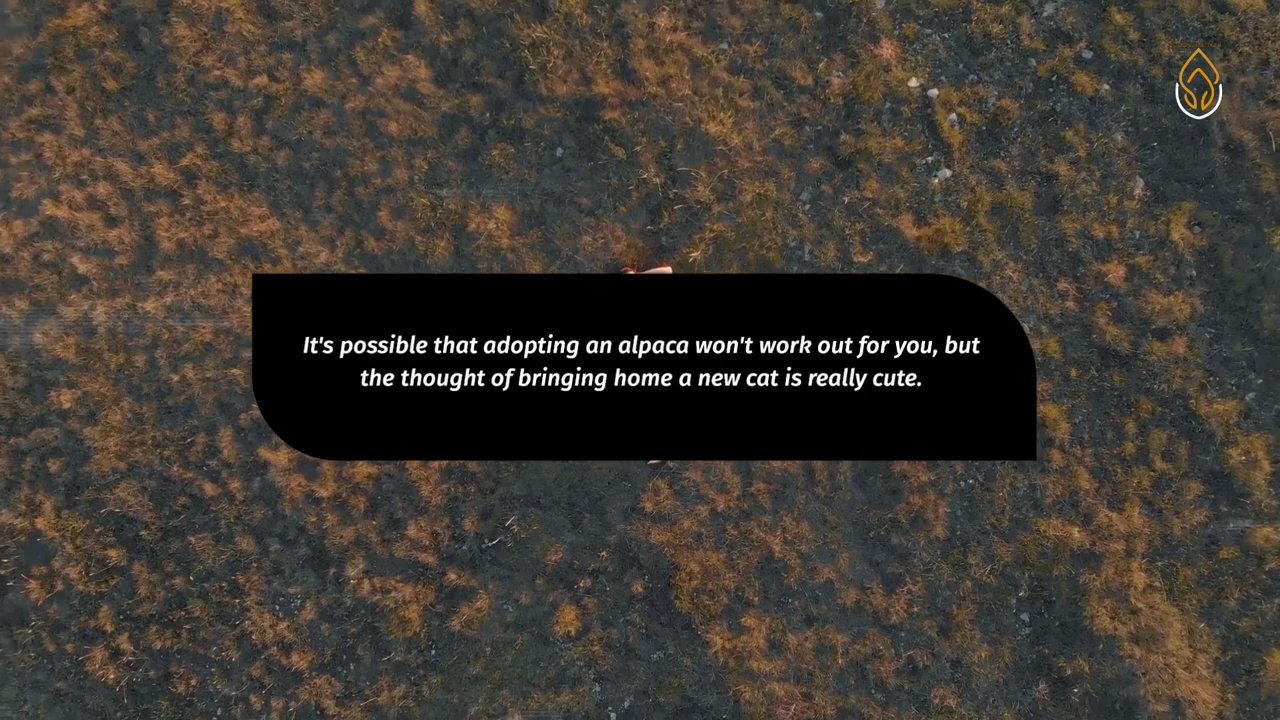 It's possible that adopting an alpaca won't work out for you, but
the thought of bringing home a new cat is really cute.